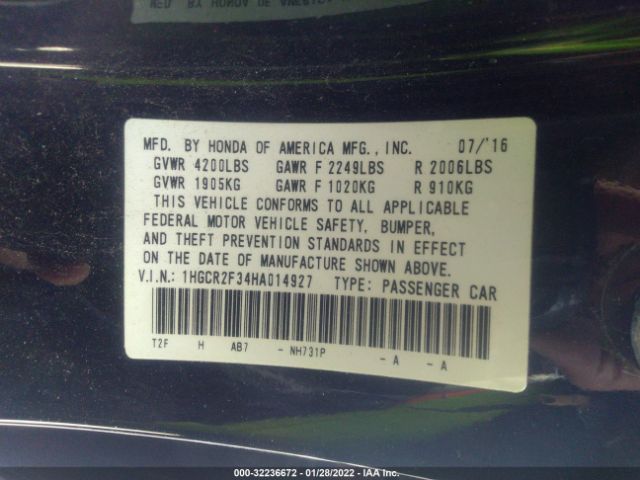 MFD. BY HONDA OF AMERICA MFG., INC. 07/'16
GVWR 4200LBS GAWR F 2249LBS R 2006LBS
GVWR 1905KG GAWR F 1020KG R 910KG
THIS VEHICLE CONFORMS TO ALL APPLICABLE
FEDERAL MOTOR VEHICLE SAFETY, BUMPER,
AND THEFT PREVENTION STANDARDS IN EFFECT
ON THE DATE OF MANUFACTURE SHOWN ABOVE.
V.I.N.: 1HGCR2F34HA014927 TYPE: PASSENGER CAR
T2F H AB7 - NH731P - A - A
000-32236672 - 01/28/2022 - IAA Inc.